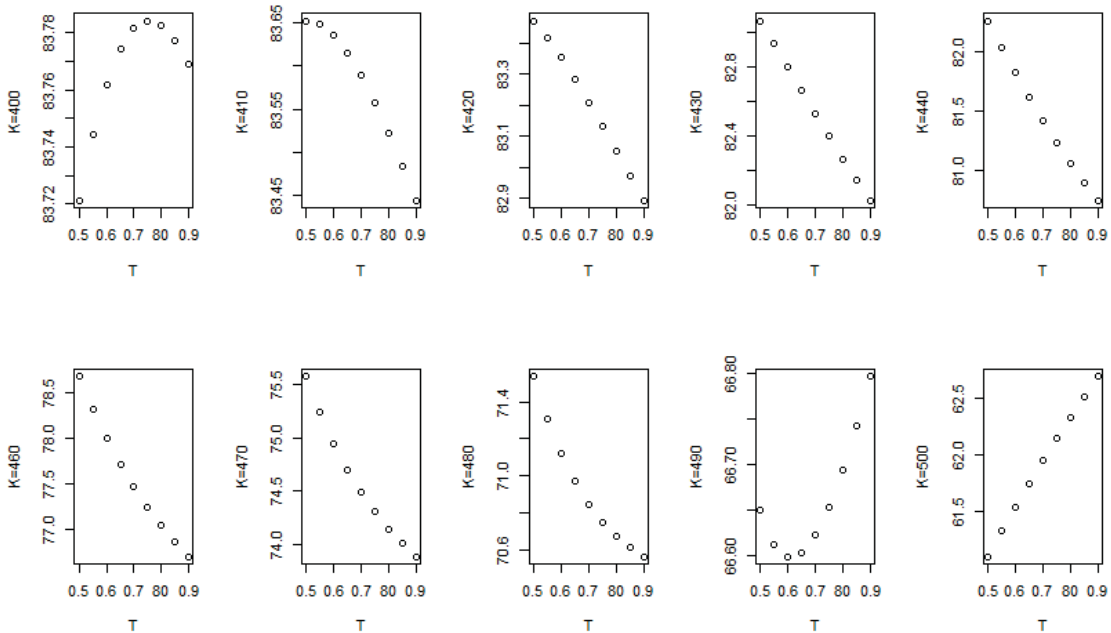 K=400
83.72 83.74 83.76 83.78
0.5 0.6 0.7 80 0.9
T
K=410
83.45 83.55 83.65
0.5 0.6 0.7 80 0.9
T
K=420
82.9 83.1 83.3
0.5 0.6 0.7 80 0.9
T
K=430
82.0 82.4 82.8
0.5 0.6 0.7 80 0.9
T
K=440
81.0 81.5 82.0
0.5 0.6 0.7 80 0.9
T
K=460
77.0 77.5 78.0 78.5
0.5 0.6 0.7 80 0.9
T
K=470
74.0 74.5 75.0 75.5
0.5 0.6 0.7 80 0.9
T
K=480
70.6 71.0 71.4
0.5 0.6 0.7 80 0.9
T
K=490
66.60 66.70 66.80
0.5 0.6 0.7 80 0.9
T
K=500
61.5 62.0 62.5
0.5 0.6 0.7 80 0.9
T